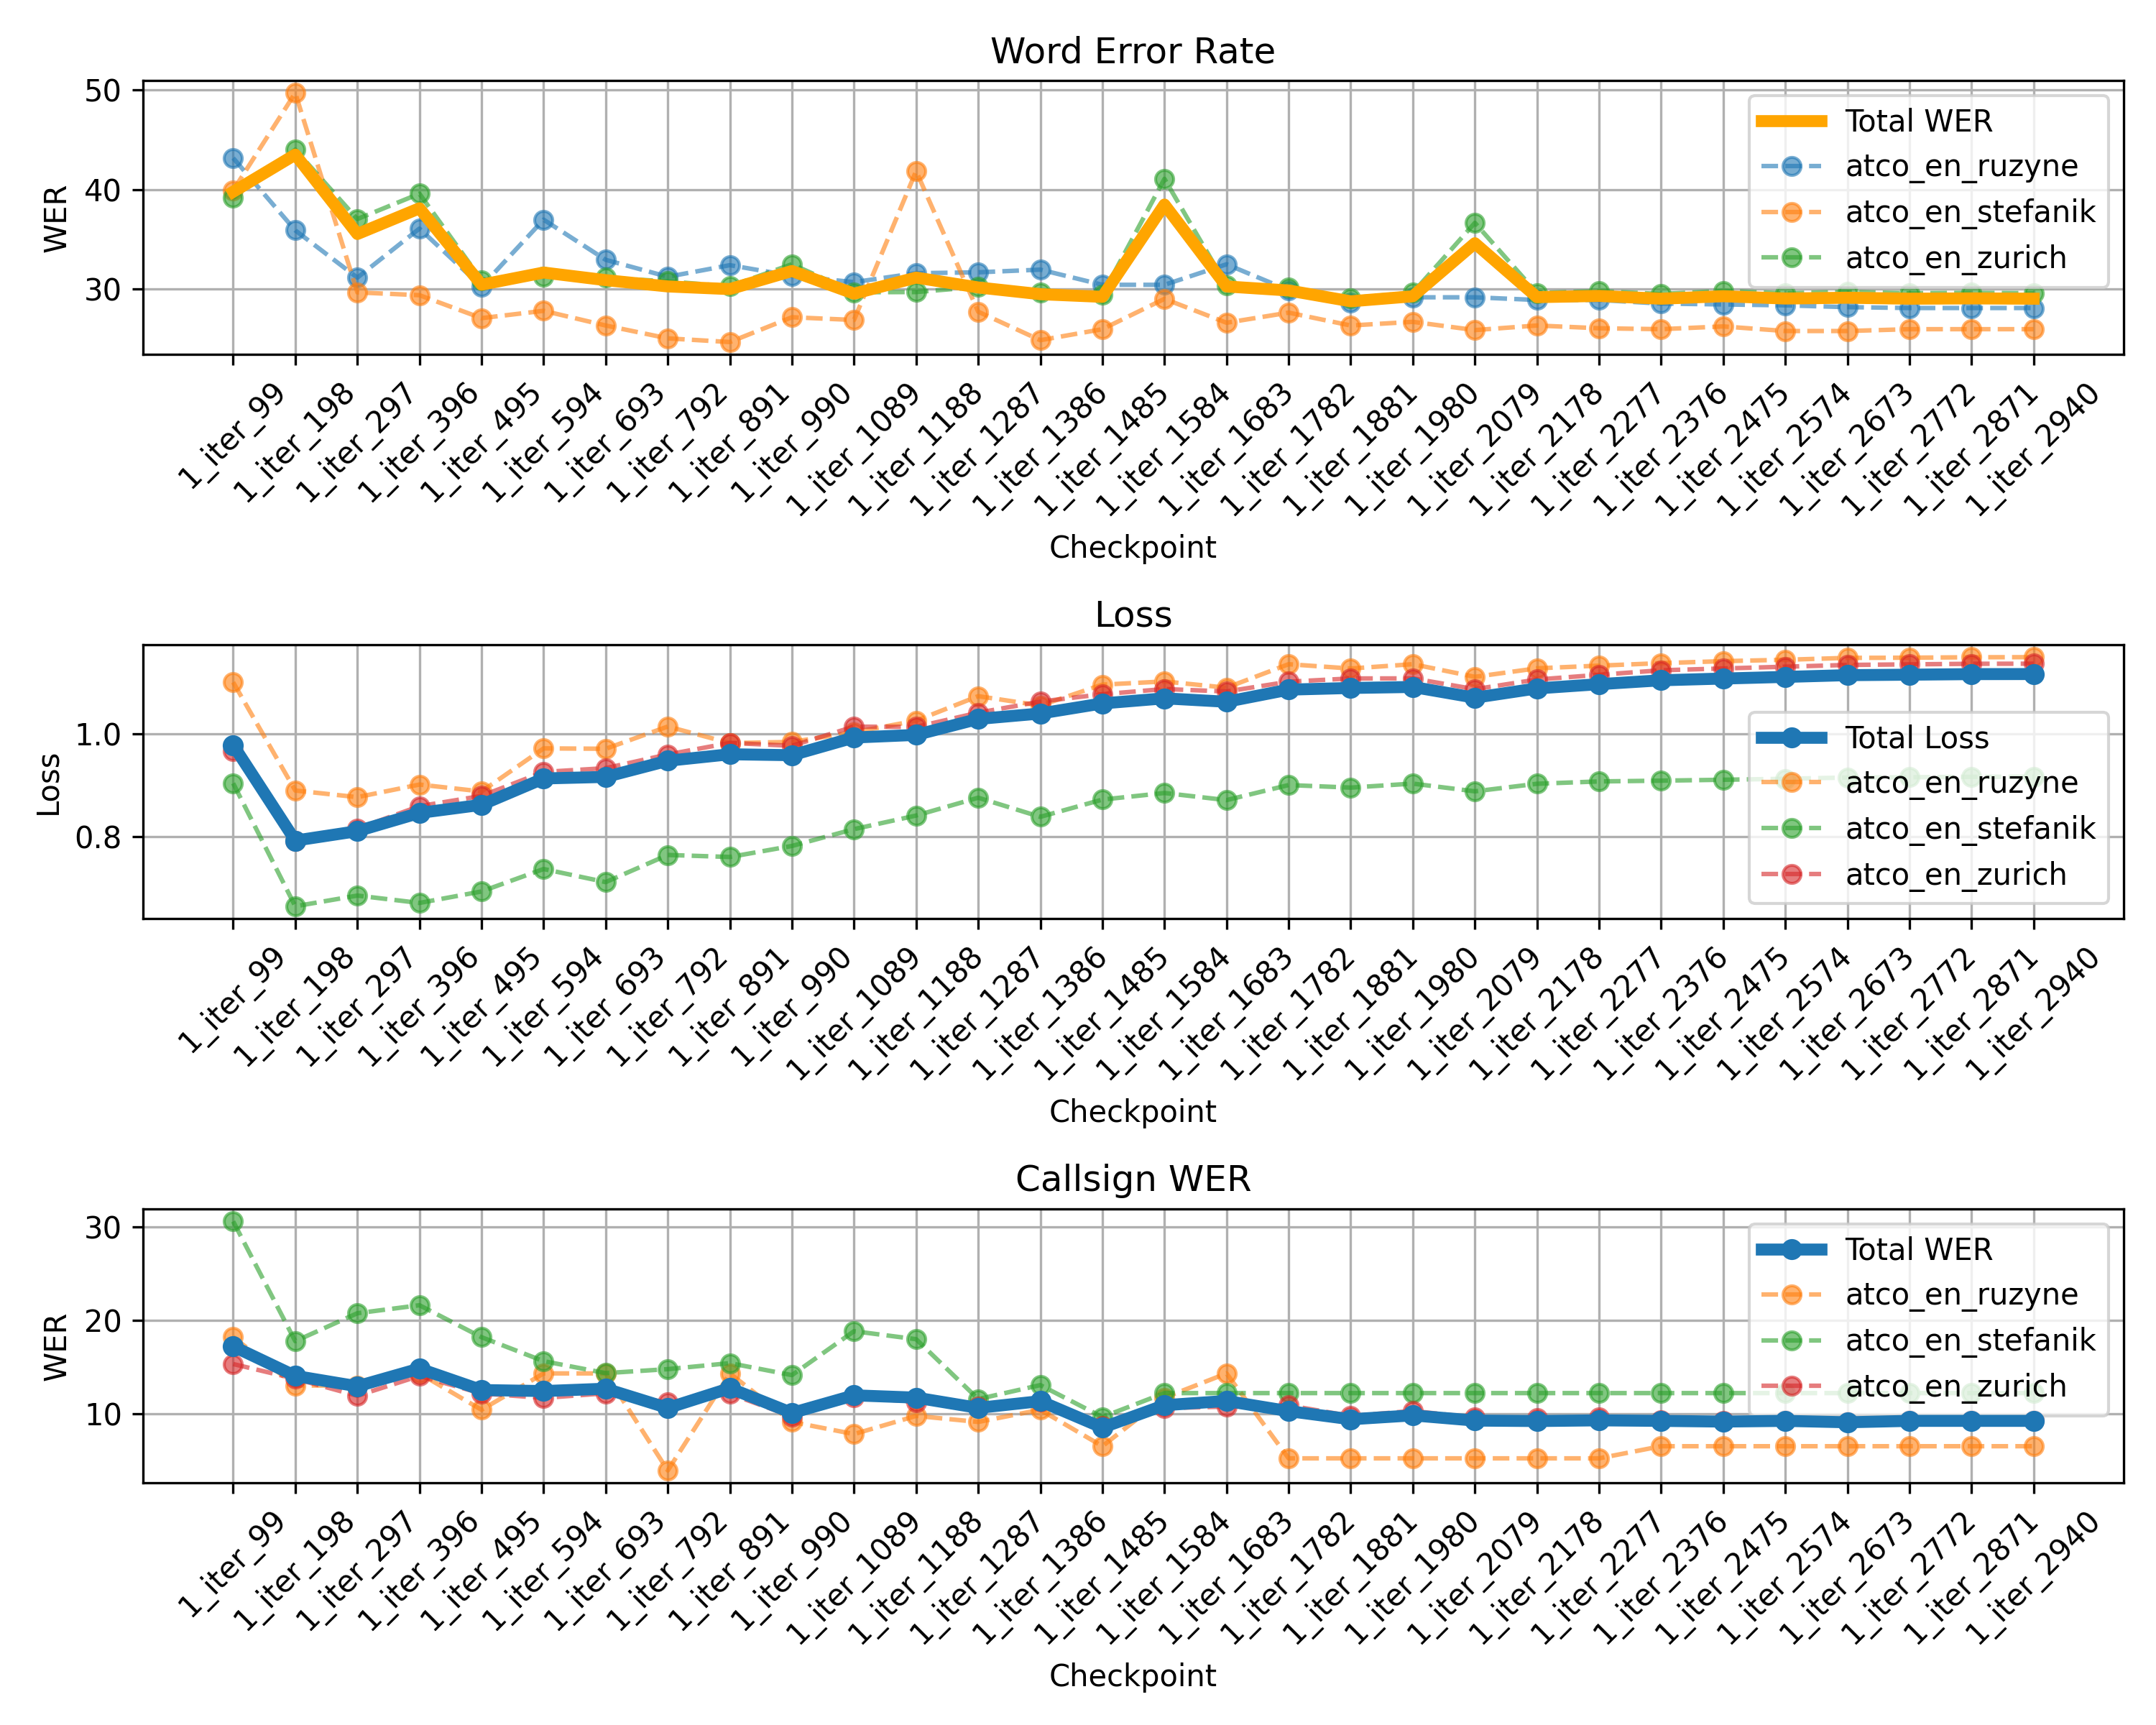 Word Error Rate
WER
50
40
30
Total WER
atco_en_ruzyne
atco_en_stefanik
atco_en_zurich
1_iter_99
1_iter_198
1_iter_297
1_iter_396
1_iter_495
1_iter_594
1_iter_693
1_iter_792
1_iter_891
1_iter_990
1_iter_1089
1_iter_1188
1_iter_1287
1_iter_1386
1_iter_1485
1_iter_1584
1_iter_1683
1_iter_1782
1_iter_1881
1_iter_1980
1_iter_2079
1_iter_2178
1_iter_2277
1_iter_2376
1_iter_2475
1_iter_2574
1_iter_2673
1_iter_2772
1_iter_2871
1_iter_2940
Checkpoint
Loss
Loss
1.0
0.8
Total Loss
atco_en_ruzyne
atco_en_stefanik
atco_en_zurich
1_iter_99
1_iter_198
1_iter_297
1_iter_396
1_iter_495
1_iter_594
1_iter_693
1_iter_792
1_iter_891
1_iter_990
1_iter_1089
1_iter_1188
1_iter_1287
1_iter_1386
1_iter_1485
1_iter_1584
1_iter_1683
1_iter_1782
1_iter_1881
1_iter_1980
1_iter_2079
1_iter_2178
1_iter_2277
1_iter_2376
1_iter_2475
1_iter_2574
1_iter_2673
1_iter_2772
1_iter_2871
1_iter_2940
Checkpoint
Callsign WER
WER
30
20
10
Total WER
atco_en_ruzyne
atco_en_stefanik
atco_en_zurich
1_iter_99
1_iter_198
1_iter_297
1_iter_396
1_iter_495
1_iter_594
1_iter_693
1_iter_792
1_iter_891
1_iter_990
1_iter_1089
1_iter_1188
1_iter_1287
1_iter_1386
1_iter_1485
1_iter_1584
1_iter_1683
1_iter_1782
1_iter_1881
1_iter_1980
1_iter_2079
1_iter_2178
1_iter_2277
1_iter_2376
1_iter_2475
1_iter_2574
1_iter_2673
1_iter_2772
1_iter_2871
1_iter_2940
Checkpoint